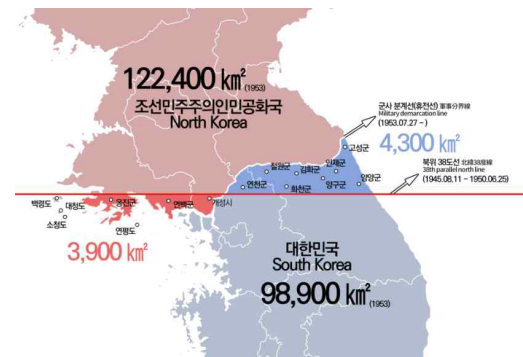 122,400 ㎢(1953)
조선민주주의인민공화국
North Korea
군사 분계선(휴전선) 軍事分界線
Military demarcation line
(1953.07.27 ~ )
4,300 ㎢
고성군
철원군
김화군
인제군
연천군
화천군
양구군
양양군
북위 38도선 北緯38度線
38th parallel north line
(1945.08.11 ~ 1950.06.25)
백령도
대청도
소청도
옹진군
연평도
연백군
개성시
3,900 ㎢
대한민국
South Korea
98,900 ㎢(1953)